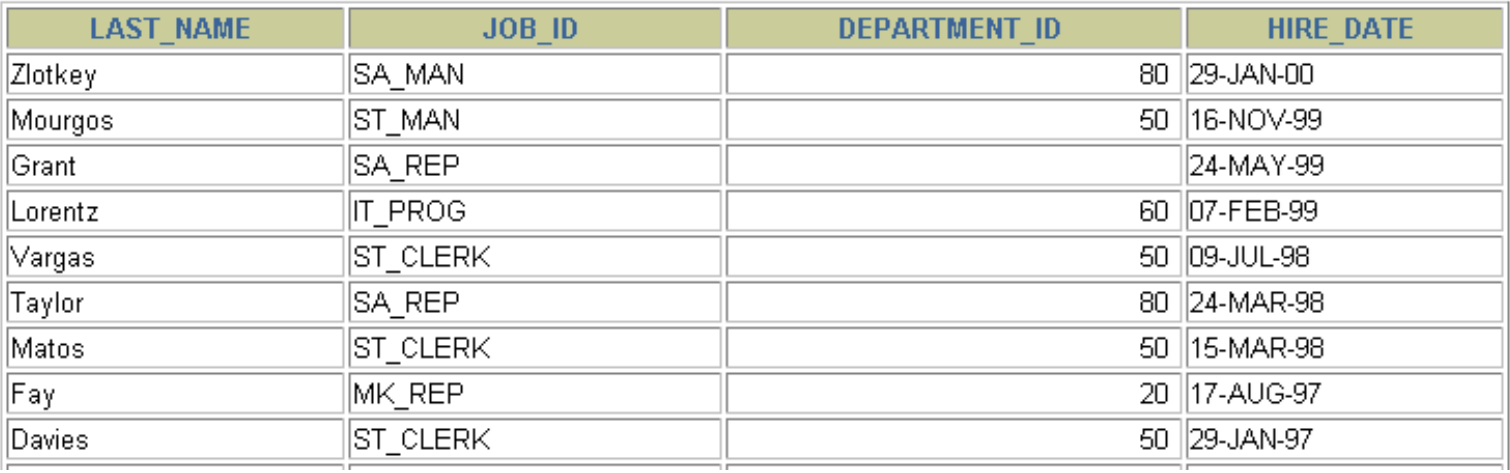 LAST_NAME JOB_ID DEPARTMENT_ID HIRE_DATE
Zlotkey SA_MAN 80 29-JAN-00
Mourgos ST_MAN 50 16-NOV-99
Grant SA_REP 24-MAY-99
Lorentz IT_PROG 60 07-FEB-99
Vargas ST_CLERK 50 09-JUL-98
Taylor SA_REP 80 24-MAR-98
Matos ST_CLERK 50 15-MAR-98
Fay MK_REP 20 17-AUG-97
Davies ST_CLERK 50 29-JAN-97